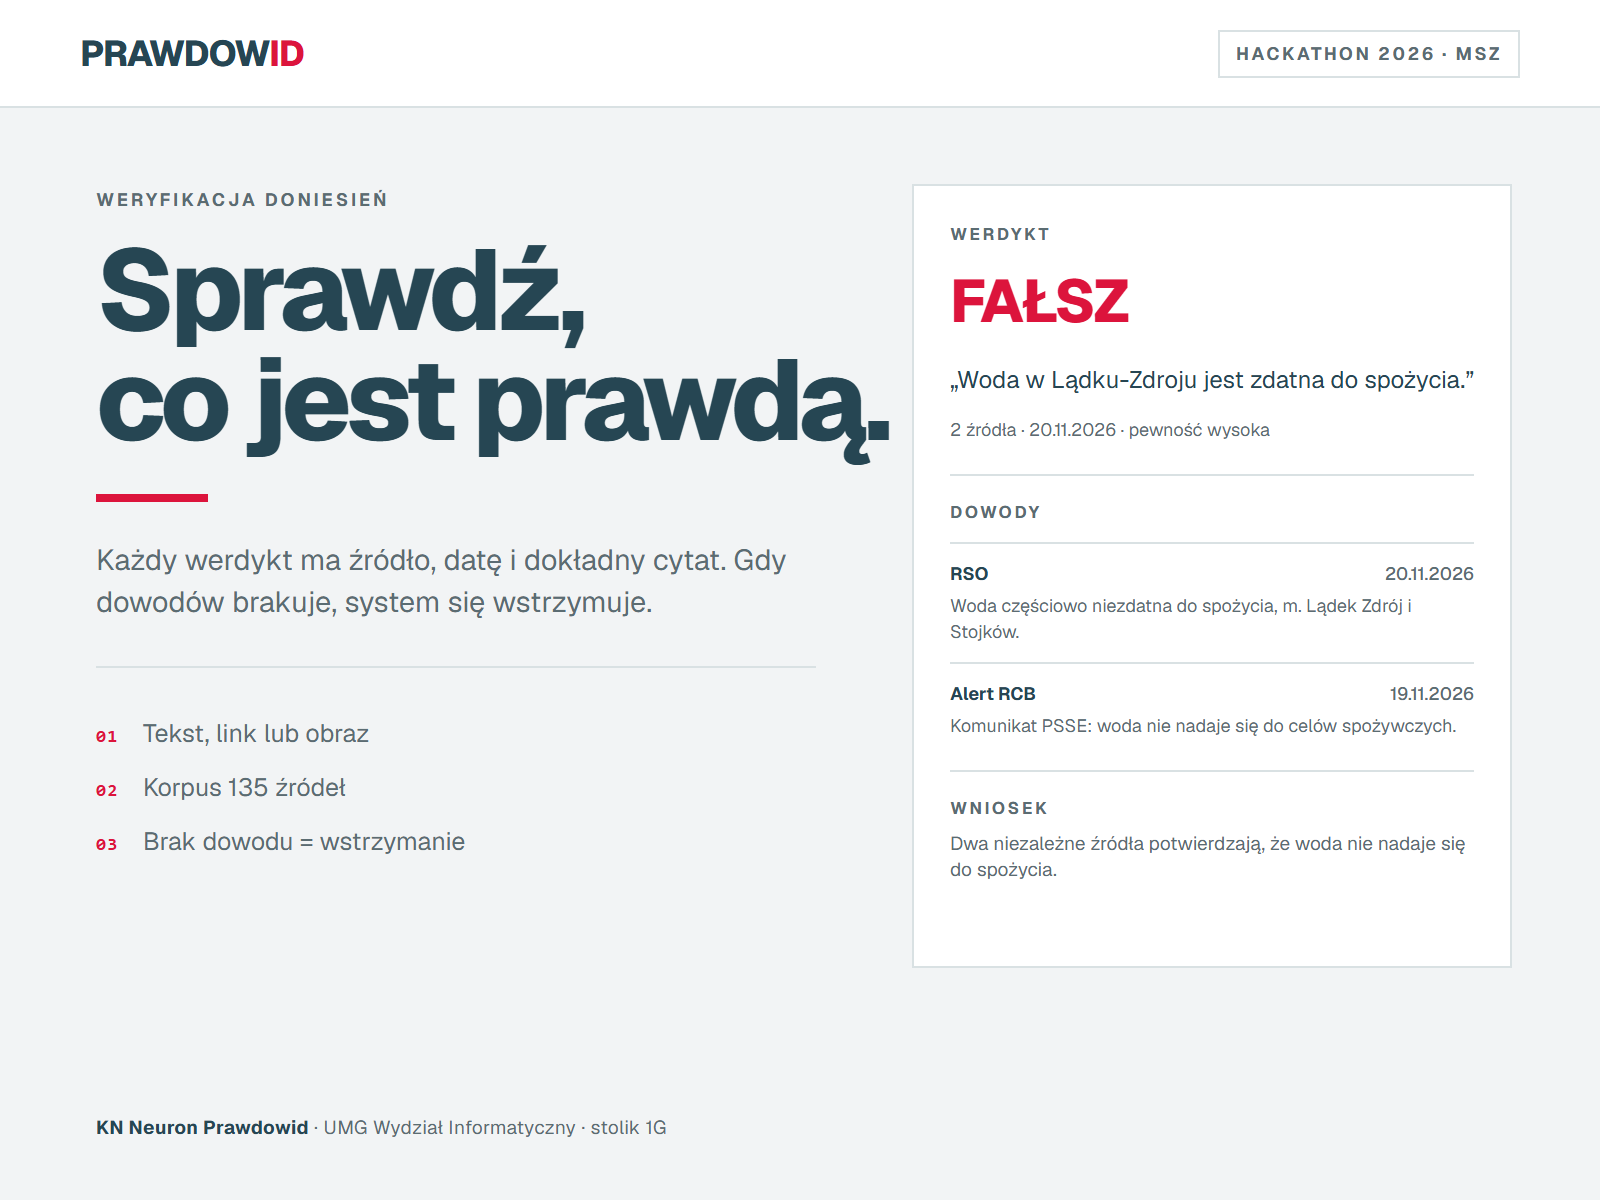 PRAWDOWID
HACKATHON 2026 · MSZ
WERYFIKACJA DONIESIEŃ
Sprawdź,
co jest prawdą.
Każdy werdykt ma źródło, datę i dokładny cytat. Gdy
dowodów brakuje, system się wstrzymuje.
01 Tekst, link lub obraz
02 Korpus 135 źródeł
03 Brak dowodu = wstrzymanie
WERDYKT
FAŁSZ
„Woda w Lądku-Zdroju jest zdatna do spożycia.”
2 źródła · 20.11.2026 · pewność wysoka
DOWODY
RSO 20.11.2026
Woda częściowo niezdatna do spożycia, m. Lądek Zdrój i
Stojków.
Alert RCB 19.11.2026
Komunikat PSSE: woda nie nadaje się do celów spożywczych.
WNIOSEK
Dwa niezależne źródła potwierdzają, że woda nie nadaje się
do spożycia.
KN Neuron Prawdowid · UMG Wydział Informatyczny · stolik 1G